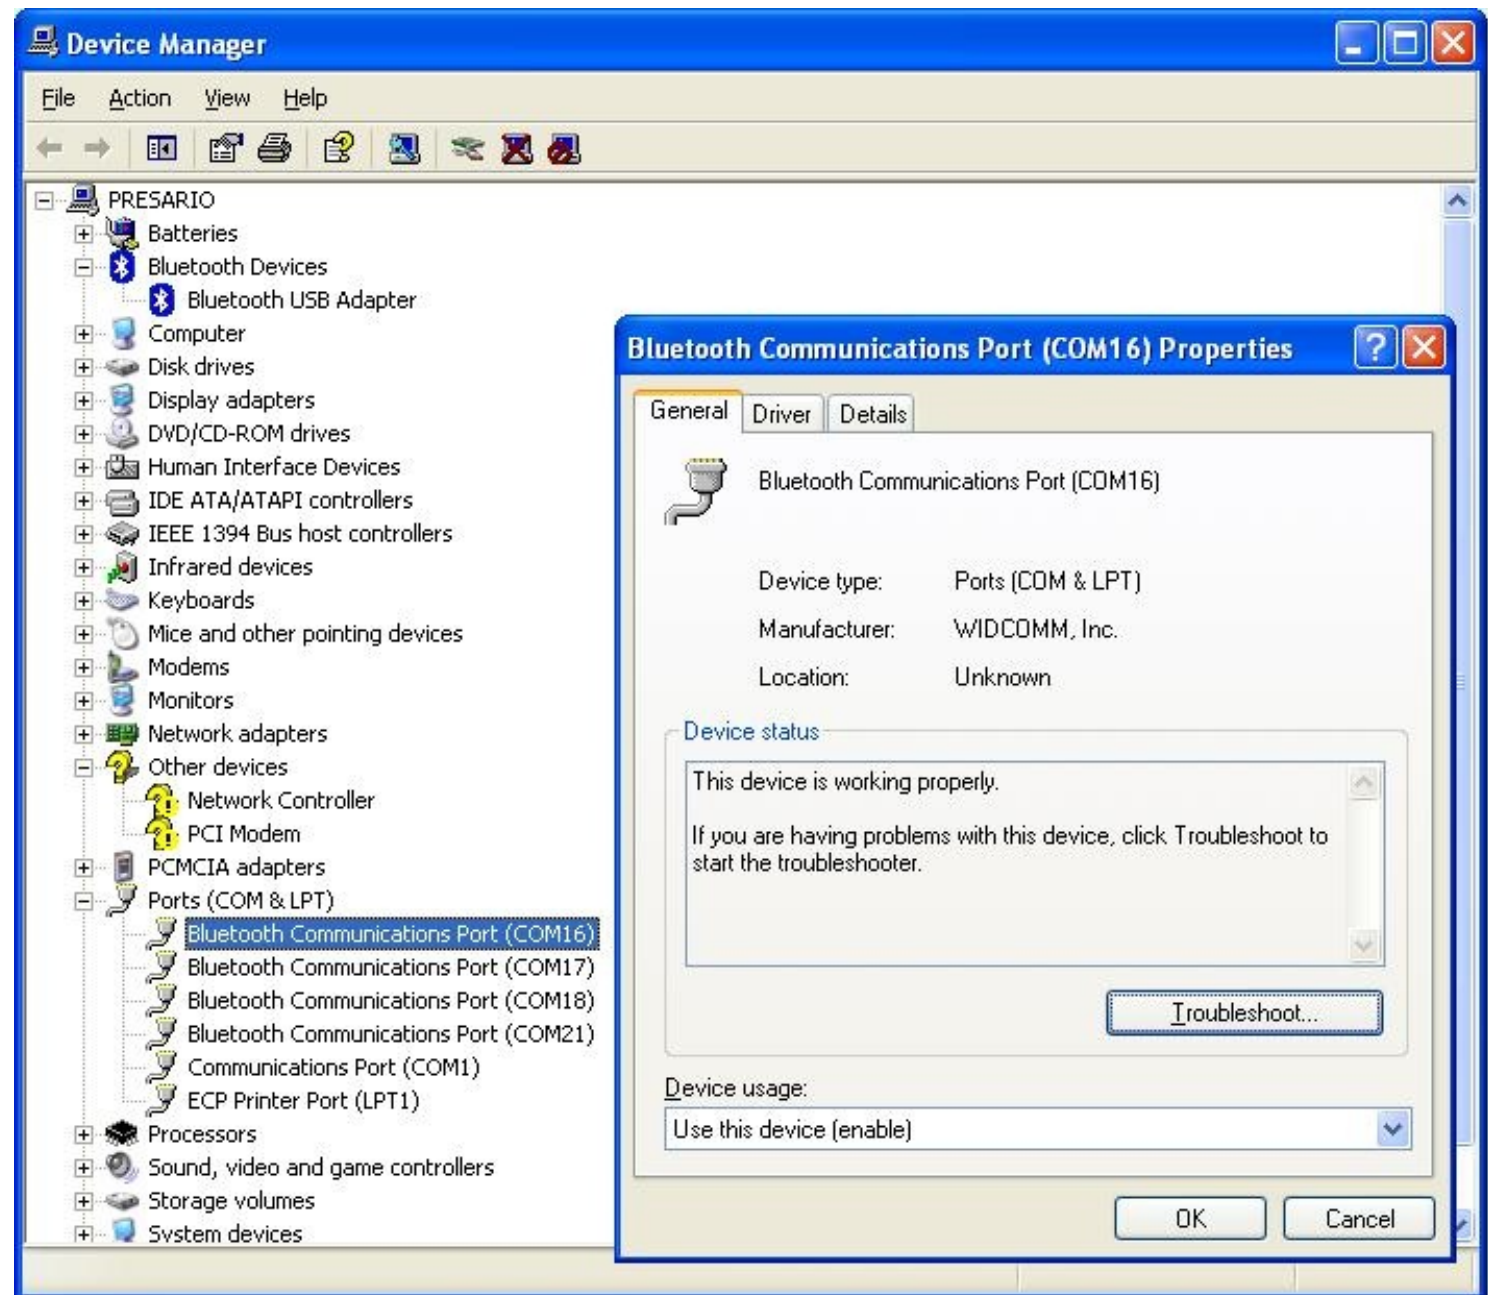 Device Manager
File Action View Help
PRESARIO
Batteries
Bluetooth Devices
Bluetooth USB Adapter
Computer
Disk drives
Display adapters
DVD/CD-ROM drives
Human Interface Devices
IDE ATA/ATAPI controllers
IEEE 1394 Bus host controllers
Infrared devices
Keyboards
Mice and other pointing devices
Modems
Monitors
Network adapters
Other devices
Network Controller
PCI Modem
PCMCIA adapters
Ports (COM & LPT)
Bluetooth Communications Port (COM16)
Bluetooth Communications Port (COM17)
Bluetooth Communications Port (COM18)
Bluetooth Communications Port (COM21)
Communications Port (COM1)
ECP Printer Port (LPT1)
Processors
Sound, video and game controllers
Storage volumes
System devices
Bluetooth Communications Port (COM16) Properties
General Driver Details
Bluetooth Communications Port (COM16)
Device type: Ports (COM & LPT)
Manufacturer: WIDCOMM, Inc.
Location: Unknown
Device status
This device is working properly.
If you are having problems with this device, click Troubleshoot to
start the troubleshooter.
Troubleshoot...
Device usage:
Use this device (enable)
OK Cancel